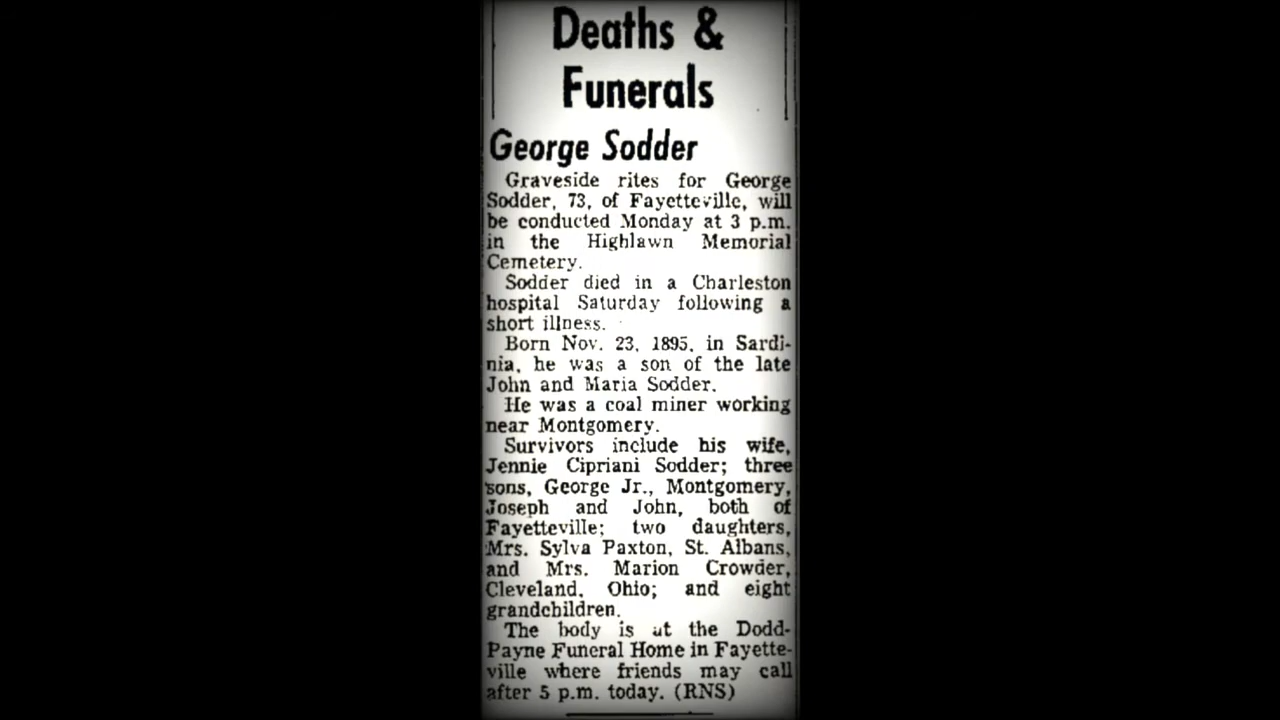 Deaths &
Funerals
George Sodder
Graveside rites for George
Sodder, 73, of Fayetteville, will
be conducted Monday at 3 p.m.
in the Highlawn Memorial
Cemetery.
Sodder died in a Charleston
hospital Saturday following a
short illness.
Born Nov. 23, 1895, in Sardi-
nia, he was a son of the late
John and Maria Sodder.
He was a coal miner working
near Montgomery.
Survivors include his wife,
Jennie Cipriani Sodder; three
sons, George Jr., Montgomery,
Joseph and John, both of
Fayetteville; two daughters,
Mrs. Sylva Paxton, St. Albans,
and Mrs. Marion Crowder,
Cleveland, Ohio; and eight
grandchildren.
The body is at the Dodd-
Payne Funeral Home in Fayette-
ville where friends may call
after 5 p.m. today. (RNS)